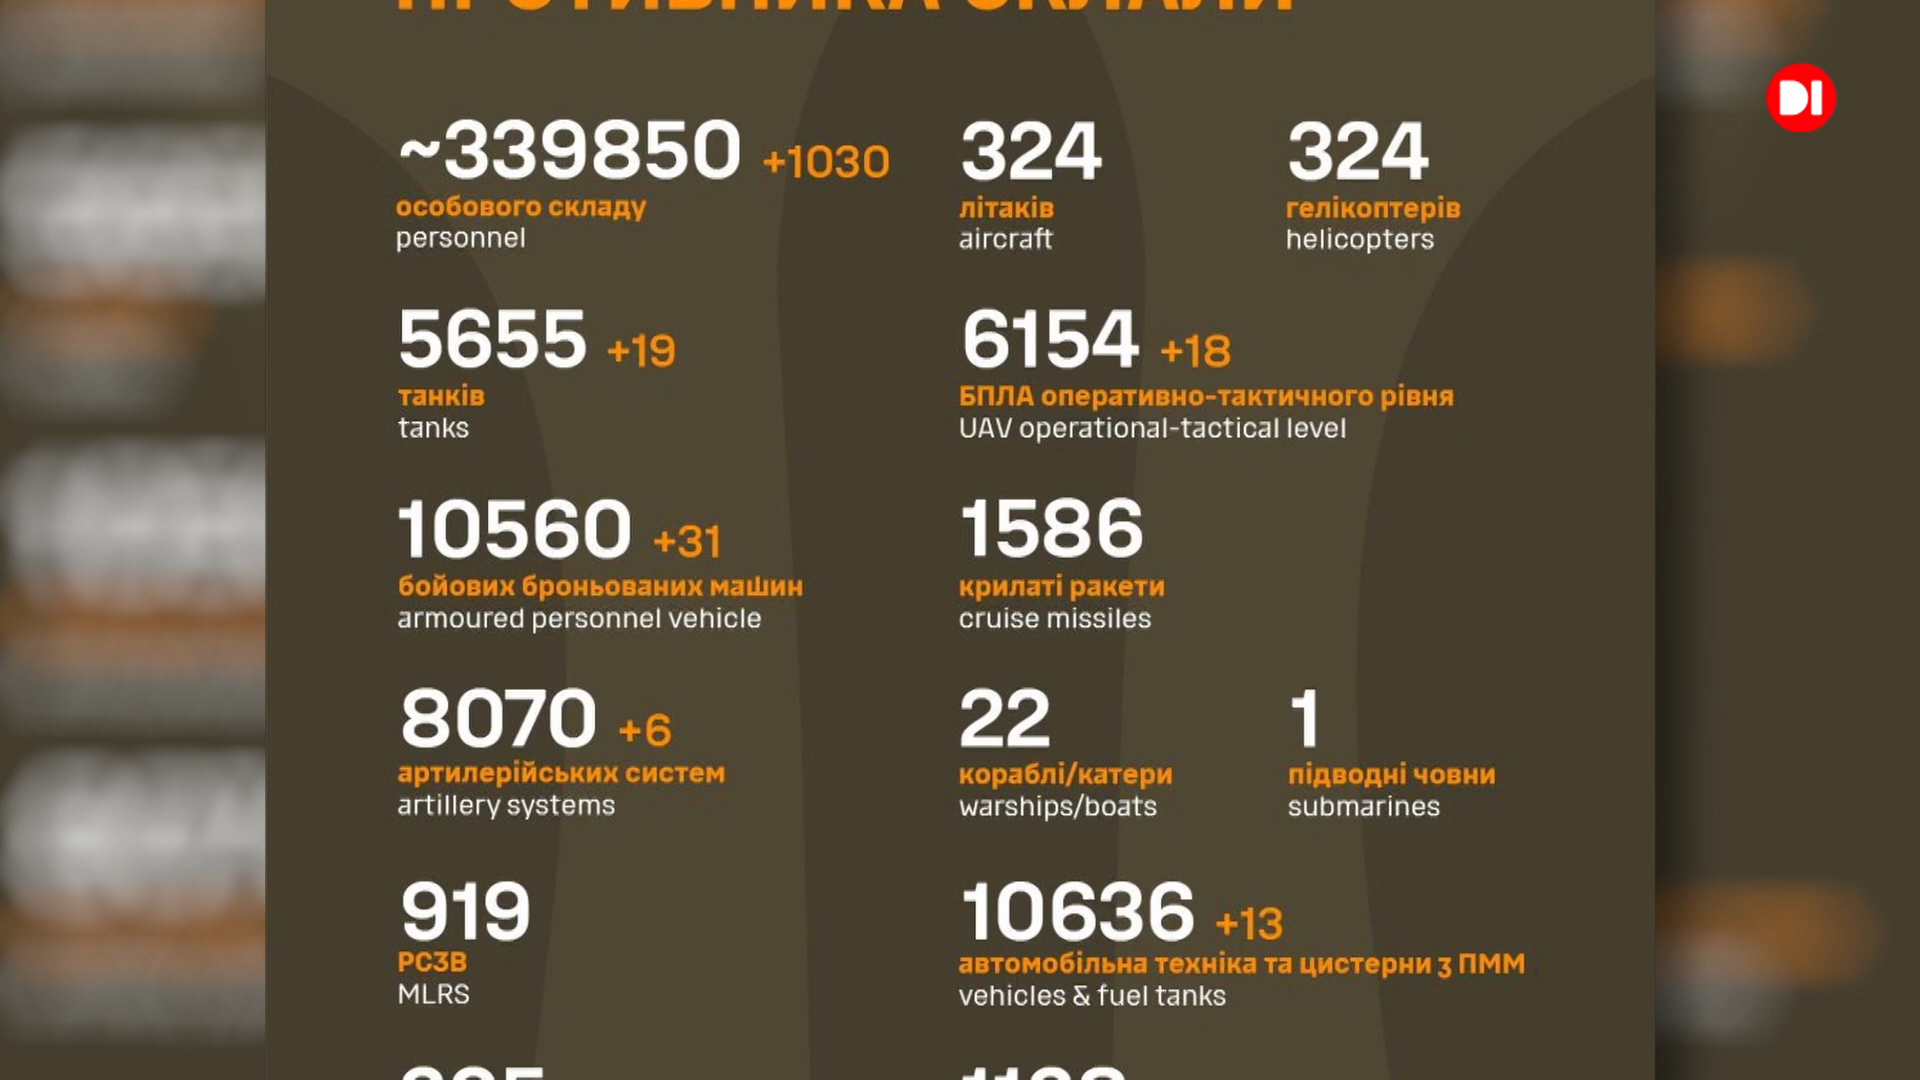 ПРОТИВНИКА СКЛАЛИ
DI
~339850 +1030
особового складу
personnel
324
літаків
aircraft
324
гелікоптерів
helicopters
5655 +19
танків
tanks
6154 +18
БПЛА оперативно-тактичного рівня
UAV operational-tactical level
10560 +31
бойових броньованих машин
armoured personnel vehicle
1586
крилаті ракети
cruise missiles
8070 +6
артилерійських систем
artillery systems
22
кораблі/катери
warships/boats
1
підводні човни
submarines
919
РСЗВ
MLRS
10636 +13
автомобільна техніка та цистерни з ПММ
vehicles & fuel tanks